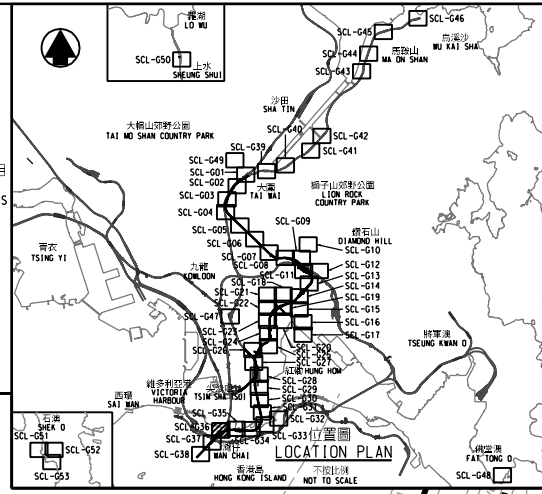 羅湖
LO WU
SCL-G50
上水
SHEUNG SHUI
SCL-G46
SCL-G45
烏溪沙
WU KAI SHA
SCL-G44
馬鞍山
MA ON SHAN
SCL-G43
沙田
SHA TIN
大帽山郊野公園
TAI MO SHAN COUNTRY PARK
SCL-G42
SCL-G41
SCL-G40
SCL-G39
SCL-G49
SCL-G01
SCL-G02
SCL-G03
SCL-G04
大圍
TAI WAI
獅子山郊野公園
LION ROCK
COUNTRY PARK
SCL-G05
SCL-G06
SCL-G07
SCL-G08
SCL-G09
鑽石山
DIAMOND HILL
SCL-G10
SCL-G11
SCL-G12
SCL-G13
SCL-G14
SCL-G19
SCL-G15
SCL-G16
SCL-G17
SCL-G18
SCL-G21
SCL-G22
SCL-G47
SCL-G23
SCL-G24
SCL-G26
SCL-G20
SCL-G27
青衣
TSING YI
九龍
KOWLOON
將軍澳
TSEUNG KWAN O
紅磡
HUNG HOM
SCL-G28
SCL-G29
SCL-G30
SCL-G32
SCL-G33
SCL-G34
SCL-G35
SCL-G36
SCL-G37
SCL-G38
維多利亞港
VICTORIA
HARBOUR
TSIM SHA TSUI
西環
SAI WAN
WAN CHAI
香港島
HONG KONG ISLAND
位置圖
LOCATION PLAN
不按比例
NOT TO SCALE
石澳
SHEK O
SCL-G51
SCL-G52
SCL-G53
佛堂澳
FAT TONG O
SCL-G48